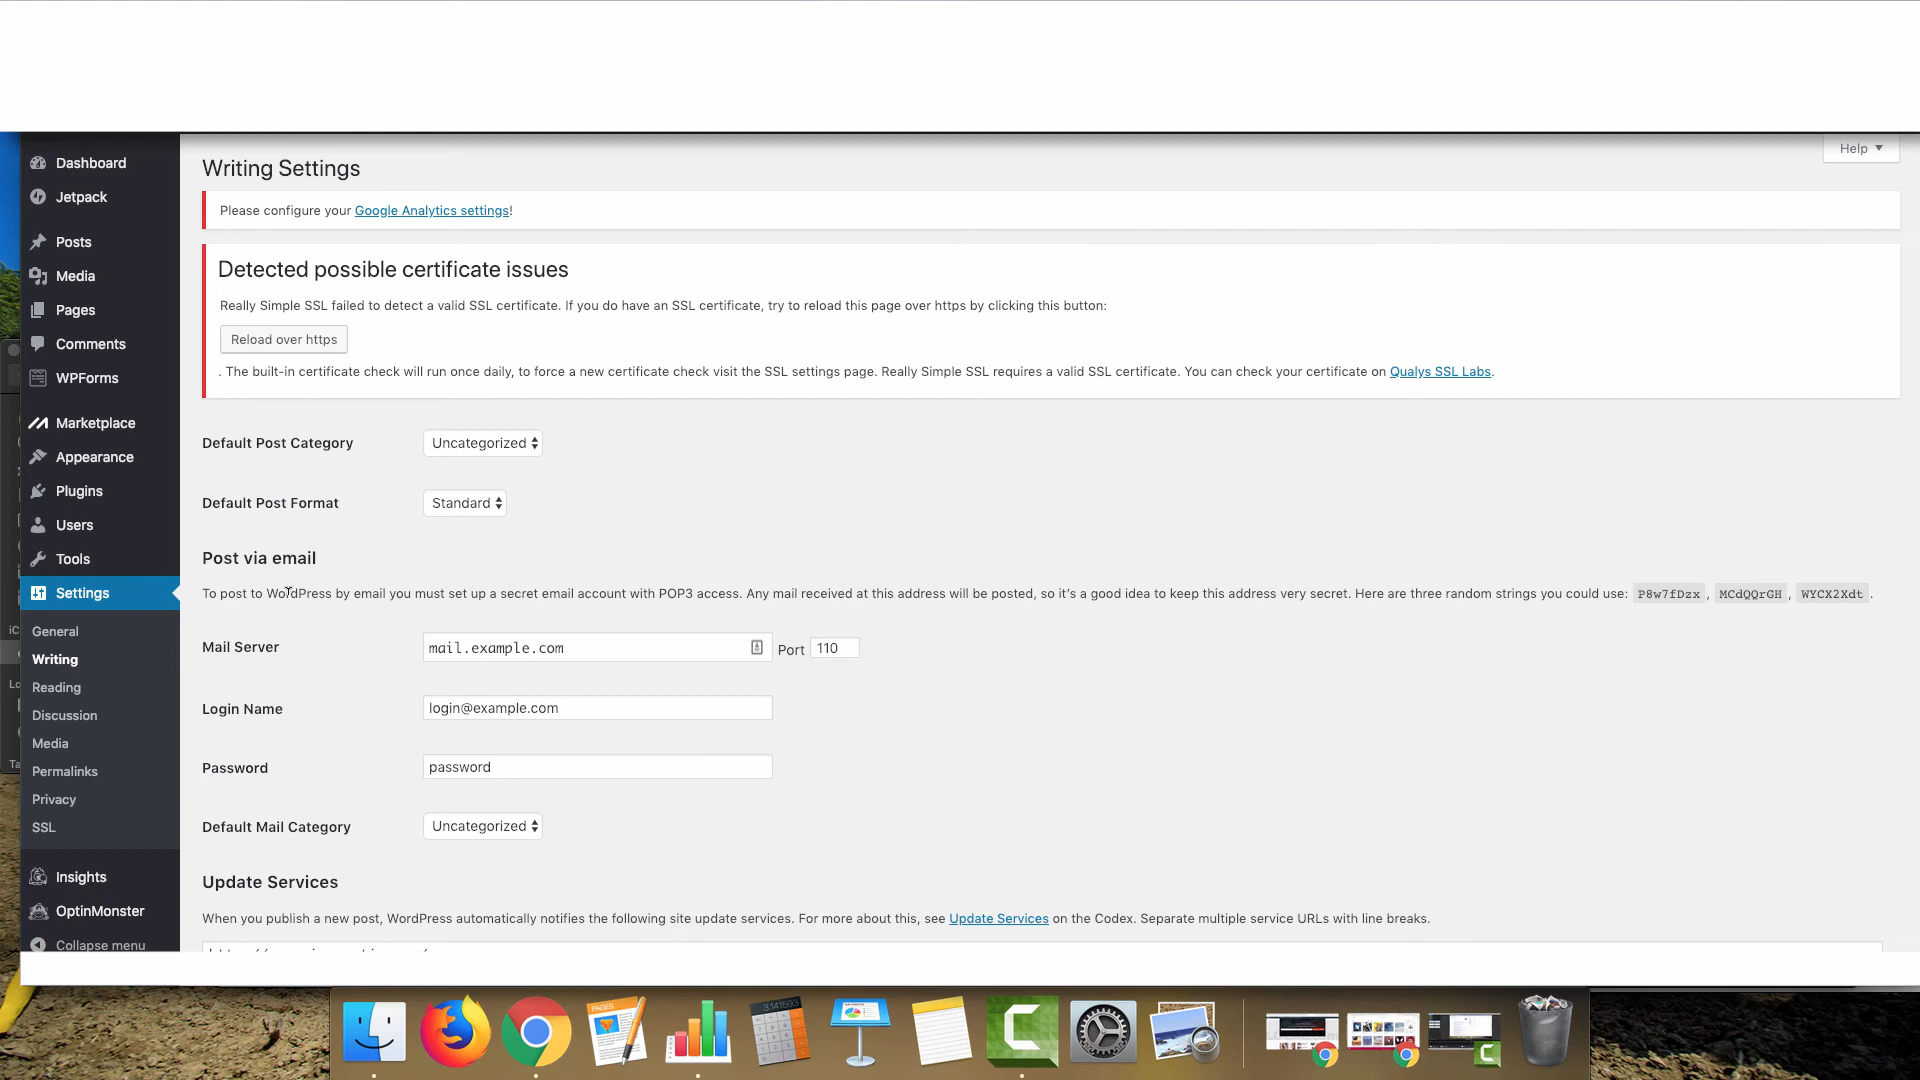 Dashboard
Jetpack
Posts
Media
Pages
Comments
WPForms
Marketplace
Appearance
Plugins
Users
Tools
Settings
General
Writing
Reading
Discussion
Media
Permalinks
Privacy
SSL
Insights
OptinMonster
Collapse menu
Help
Writing Settings
Please configure your Google Analytics settings!
Detected possible certificate issues
Really Simple SSL failed to detect a valid SSL certificate. If you do have an SSL certificate, try to reload this page over https by clicking this button:
Reload over https
. The built-in certificate check will run once daily, to force a new certificate check visit the SSL settings page. Really Simple SSL requires a valid SSL certificate. You can check your certificate on Qualys SSL Labs.
Default Post Category Uncategorized
Default Post Format Standard
Post via email
To post to WordPress by email you must set up a secret email account with POP3 access. Any mail received at this address will be posted, so it's a good idea to keep this address very secret. Here are three random strings you could use: P8w7fDzx , MCdQQrGH , WYCX2Xdt .
Mail Server mail.example.com Port 110
Login Name login@example.com
Password password
Default Mail Category Uncategorized
Update Services
When you publish a new post, WordPress automatically notifies the following site update services. For more about this, see Update Services on the Codex. Separate multiple service URLs with line breaks.
PAGES
3.141593